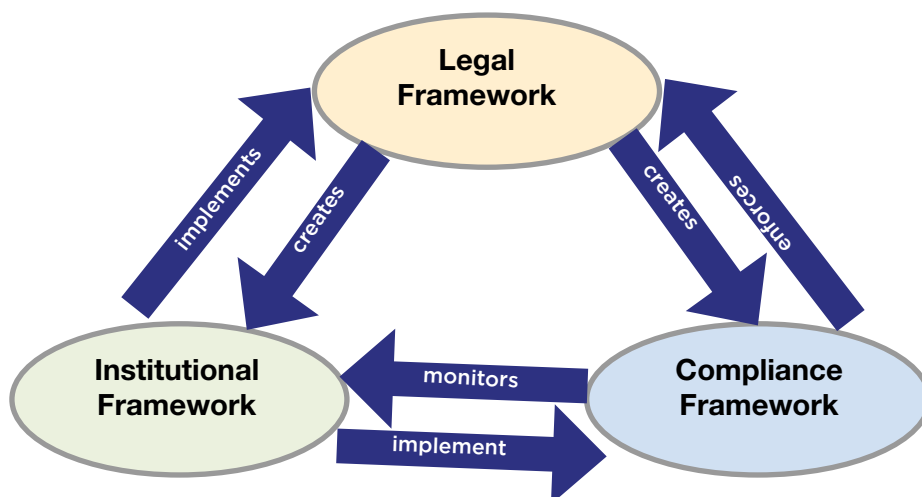 Legal
Framework
implements
creates
creates
enforces
Institutional
Framework
monitors
implement
Compliance
Framework